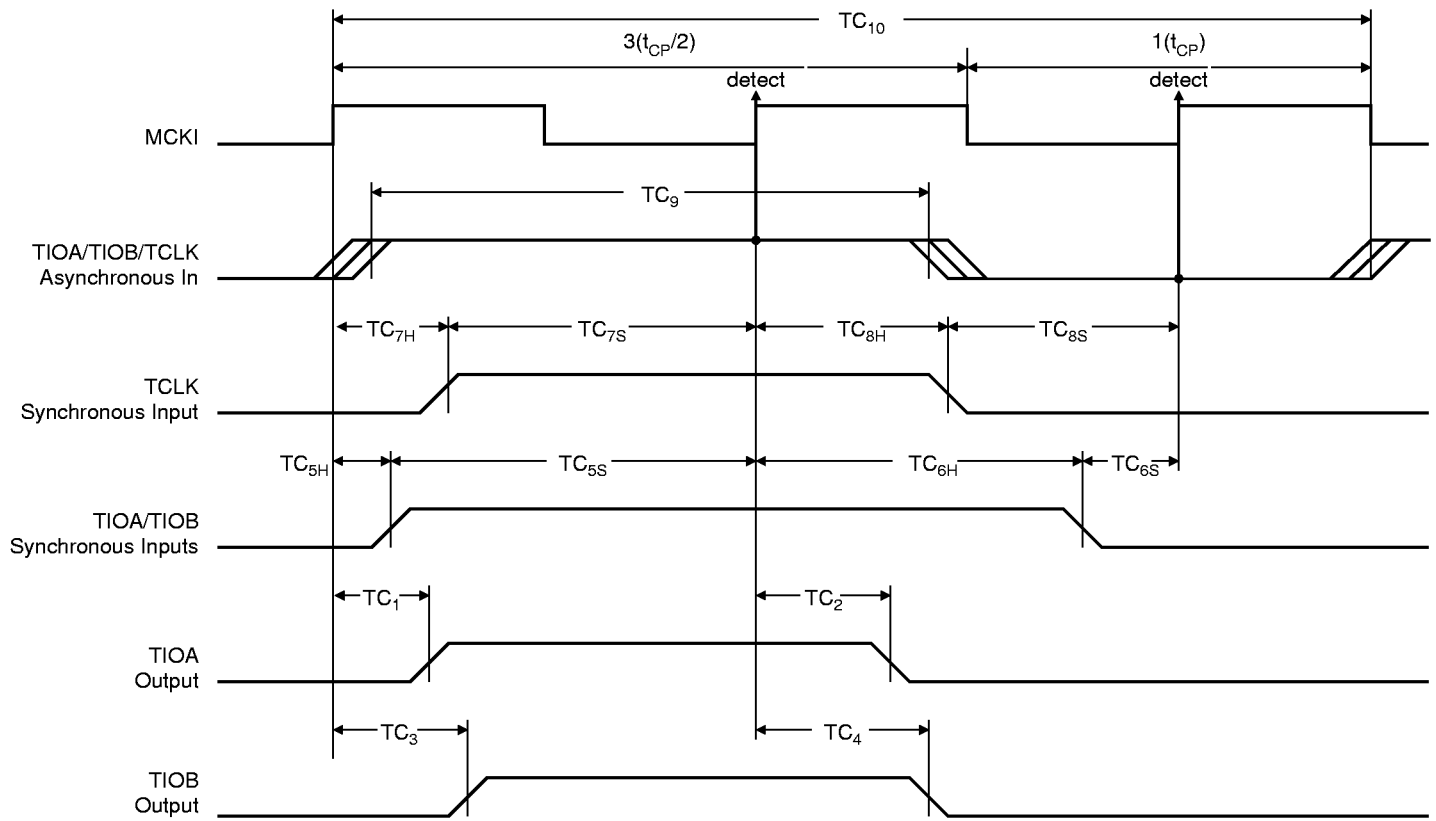 TC10
3(tCP/2)
1(tCP)
detect
detect
MCKI
TC9
TIOA/TIOB/TCLK
Asynchronous In
TC7H
TC7S
TC8H
TC8S
TCLK
Synchronous Input
TC5H
TC5S
TC6H
TC6S
TIOA/TIOB
Synchronous Inputs
TC1
TC2
TIOA
Output
TC3
TC4
TIOB
Output